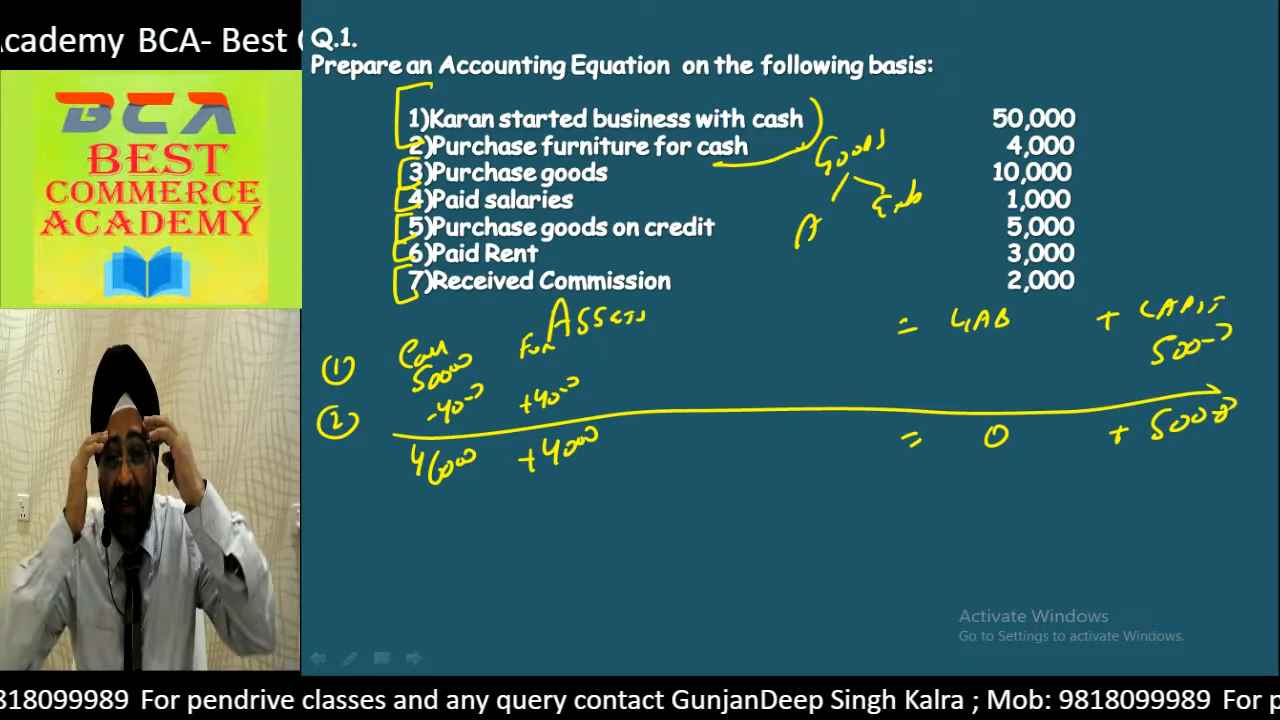 cademy BCA- Best
BCA
BEST
COMMERCE
ACADEMY
Q.1.
Prepare an Accounting Equation on the following basis:
1)Karan started business with cash 50,000
2)Purchase furniture for cash 4,000
3)Purchase goods 10,000
4)Paid salaries 1,000
5)Purchase goods on credit 5,000
6)Paid Rent 3,000
7)Received Commission 2,000
Goods
A
Assets = LIAB +
Cash Fur
1 50000
2 -4000 +4000
46000 +4000 = 0 + 50000
Activate Windows
Go to Settings to activate Windows.
818099989 For pendrive classes and any query contact GunjanDeep Singh Kalra ; Mob: 9818099989 For p